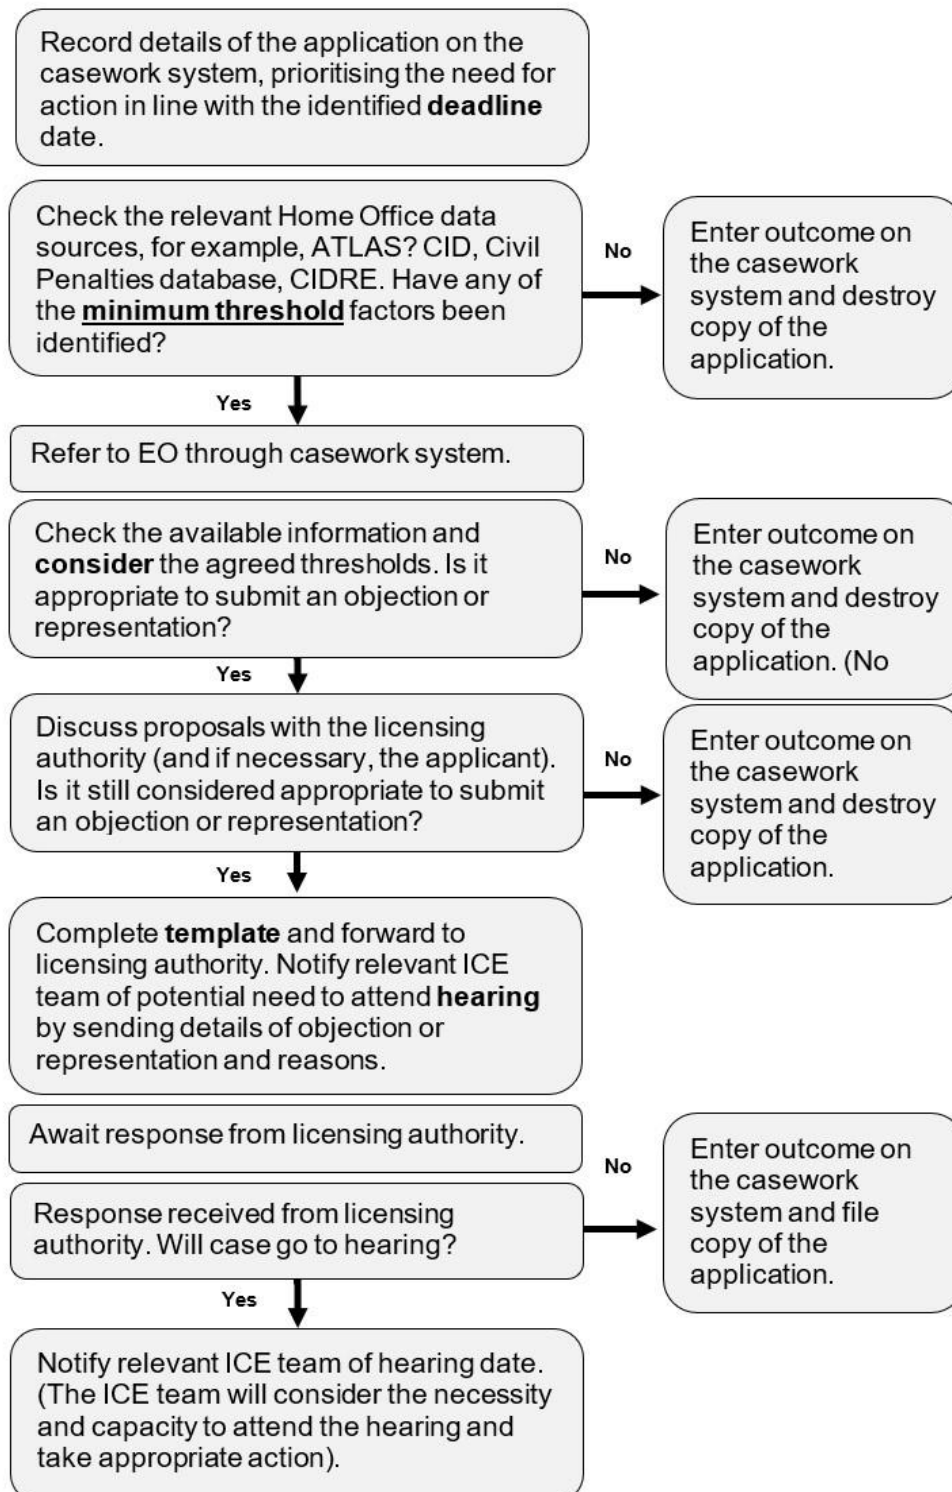 Record details of the application on the
casework system, prioritising the need for
action in line with the identified deadline
date.
Check the relevant Home Office data
sources, for example, ATLAS? CID, Civil
Penalties database, CIDRE. Have any of
the minimum threshold factors been
identified?
No
Enter outcome on
the casework
system and destroy
copy of the
application.
Yes
Refer to EO through casework system.
Check the available information and
consider the agreed thresholds. Is it
appropriate to submit an objection or
representation?
No
Enter outcome on
the casework
system and destroy
copy of the
application. (No
Yes
Discuss proposals with the licensing
authority (and if necessary, the applicant).
Is it still considered appropriate to submit
an objection or representation?
No
Enter outcome on
the casework
system and destroy
copy of the
application.
Yes
Complete template and forward to
licensing authority. Notify relevant ICE
team of potential need to attend hearing
by sending details of objection or
representation and reasons.
Await response from licensing authority.
Response received from licensing
authority. Will case go to hearing?
No
Enter outcome on
the casework
system and file
copy of the
application.
Yes
Notify relevant ICE team of hearing date.
(The ICE team will consider the necessity
and capacity to attend the hearing and
take appropriate action).